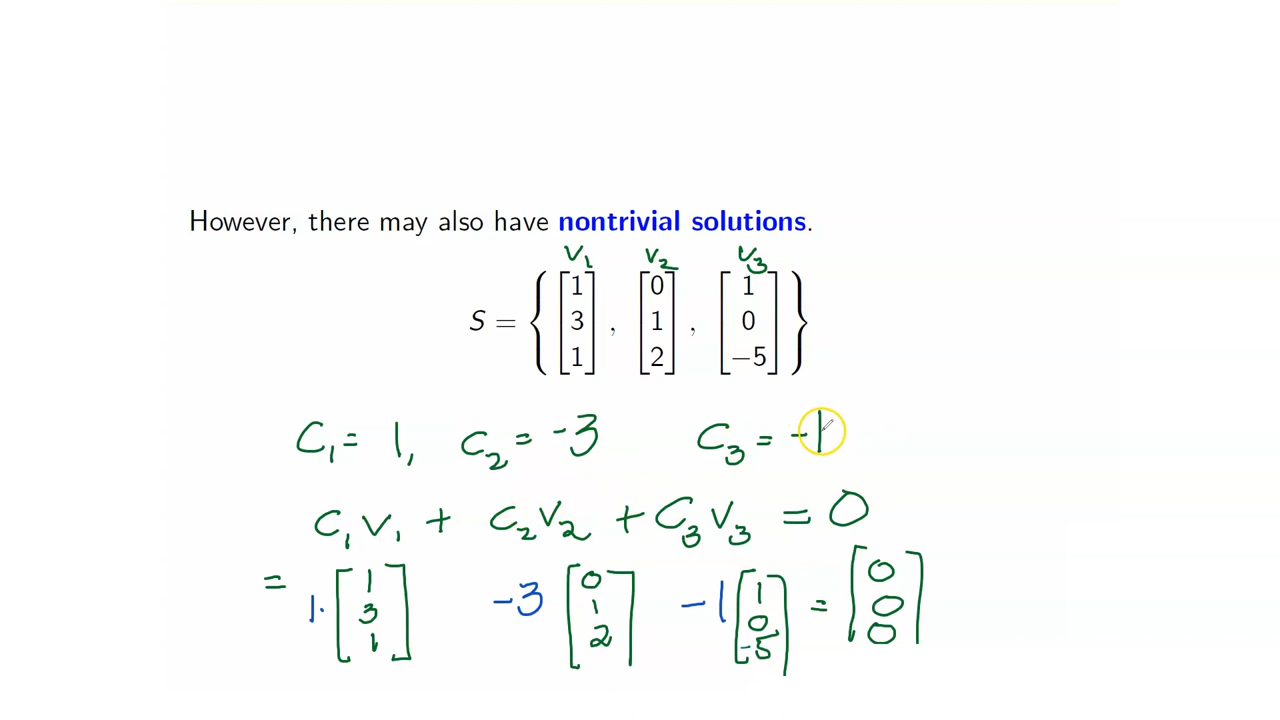 However, there may also have nontrivial solutions.
V₁ V₂ V₃
S = { [1 3 1] , [0 1 2] , [1 0 −5] }
C₁ = 1, C₂ = -3 C₃ = -1
C₁V₁ + C₂V₂ + C₃V₃ = 0
= 1· [1 3 1] -3 [0 1 2] -1 [1 0 -5] = [0 0 0]